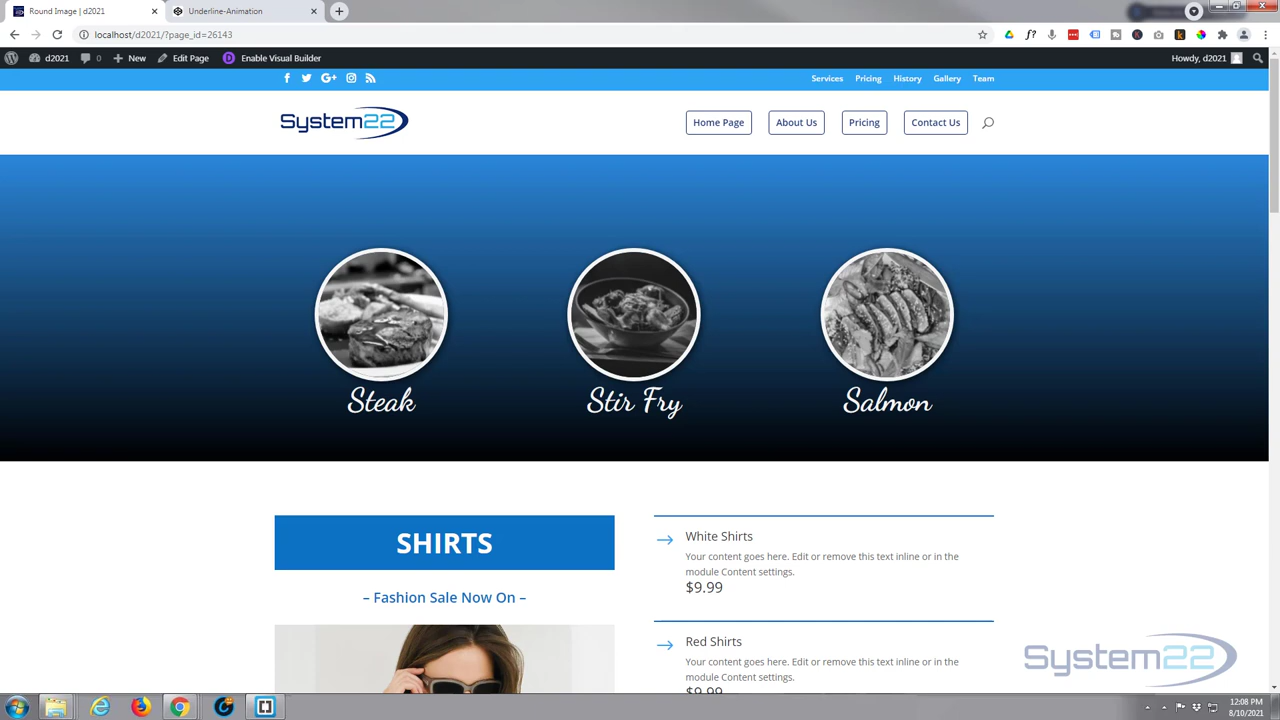 Round Image | d2021
Underline-Animation
localhost/d2021/?page_id=26143
d2021
0
New
Edit Page
Enable Visual Builder
Howdy, d2021
Services
Pricing
History
Gallery
Team
System22
Home Page
About Us
Pricing
Contact Us
Steak
Stir Fry
Salmon
SHIRTS
– Fashion Sale Now On –
White Shirts
Your content goes here. Edit or remove this text inline or in the
module Content settings.
$9.99
Red Shirts
Your content goes here. Edit or remove this text inline or in the
module Content settings.
$9.99
System22
12:08 PM
8/10/2021